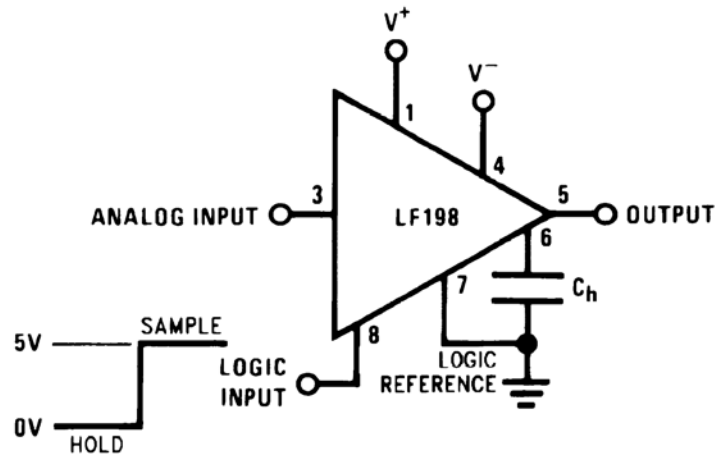 V+
V−
1
4
3
5
ANALOG INPUT
LF198
OUTPUT
6
7
Ch
8
SAMPLE
5V
LOGIC
INPUT
LOGIC
REFERENCE
0V
HOLD